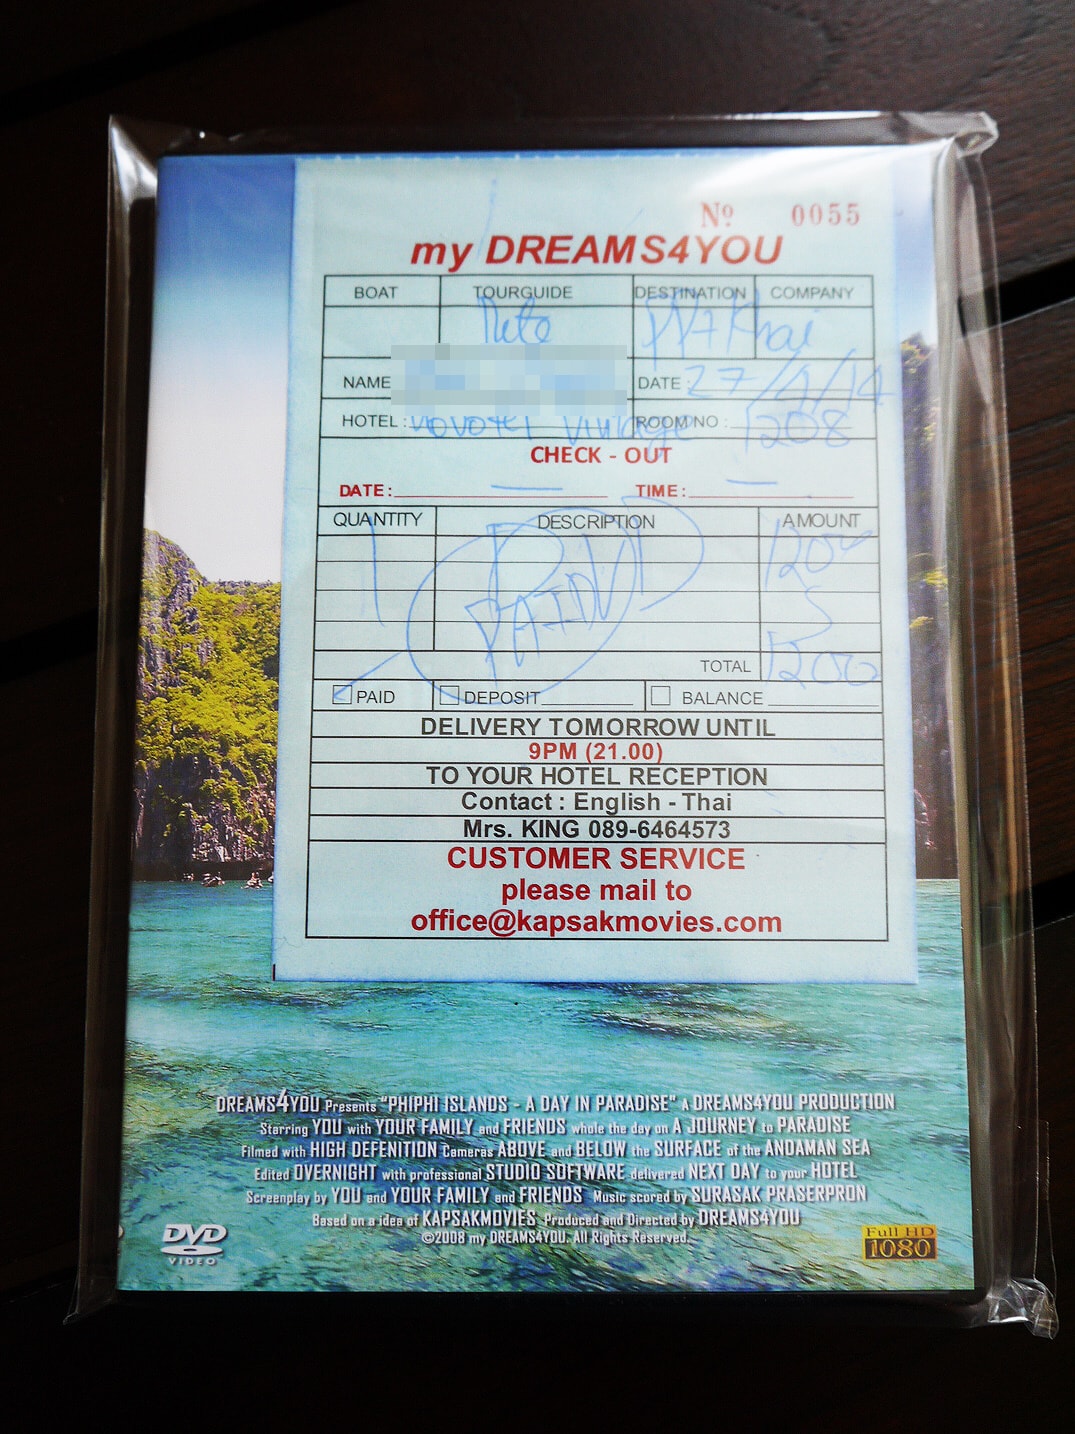 Nº 0055
my DREAMS4YOU
BOAT TOURGUIDE DESTINATION COMPANY
Khai
NAME DATE : 27/1/14
HOTEL : Novotel Vintage ROOM NO : 1208
CHECK - OUT
DATE : — TIME : —
QUANTITY DESCRIPTION AMOUNT
1 PAID 1200
TOTAL 1200
PAID DEPOSIT BALANCE
DELIVERY TOMORROW UNTIL
9PM (21.00)
TO YOUR HOTEL RECEPTION
Contact : English - Thai
Mrs. KING 089-6464573
CUSTOMER SERVICE
please mail to
office@kapsakmovies.com
DREAMS4YOU Presents "PHIPHI ISLANDS - A DAY IN PARADISE" A DREAMS4YOU PRODUCTION
Starring YOU with YOUR FAMILY and FRIENDS whole the day on A JOURNEY to PARADISE
Filmed with HIGH DEFENITION Cameras ABOVE and BELOW the SURFACE of the ANDAMAN SEA
Edited OVERNIGHT with professional STUDIO SOFTWARE delivered NEXT DAY to your HOTEL
Screenplay by YOU and YOUR FAMILY and FRIENDS Music scored by SURASAK PRASERPRON
Based on a idea of KAPSAKMOVIES Produced and Directed by DREAMS4YOU
©2008 my DREAMS4YOU. All Rights Reserved.
DVD VIDEO
Full HD 1080